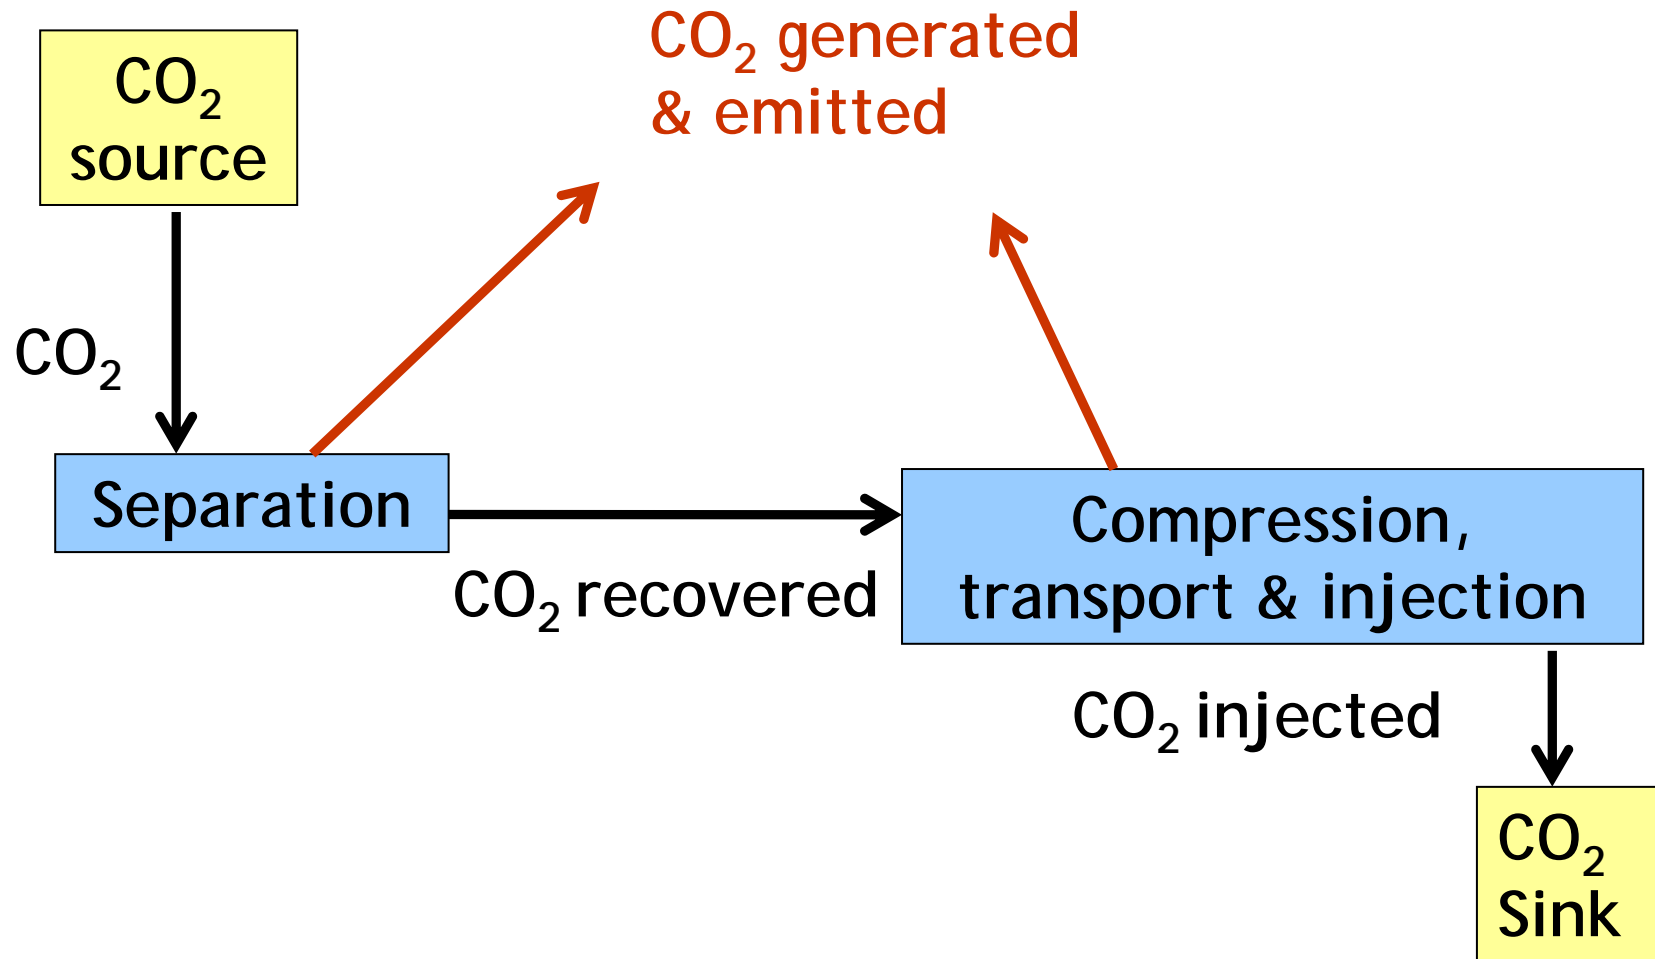 CO₂
source
CO₂ generated
& emitted
CO₂
Separation
CO₂ recovered
Compression,
transport & injection
CO₂ injected
CO₂
Sink